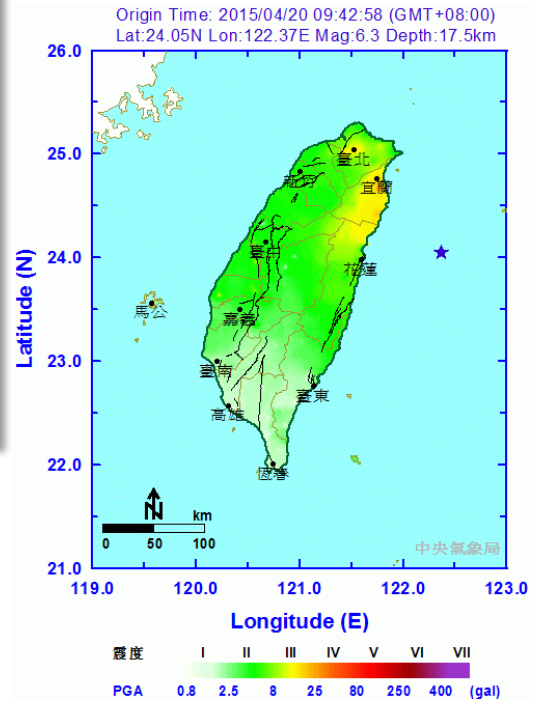 Origin Time: 2015/04/20 09:42:58 (GMT+08:00)
Lat:24.05N Lon:122.37E Mag:6.3 Depth:17.5km
26.0
25.0
臺北
新竹
宜蘭
24.0
臺中
花蓮
馬公
嘉義
23.0
臺南
臺東
高雄
22.0
恆春
N
km
0 50 100
中央氣象局
21.0
119.0 120.0 121.0 122.0 123.0
Latitude (N)
Longitude (E)
震度 I II III IV V VI VII
PGA 0.8 2.5 8 25 80 250 400 (gal)